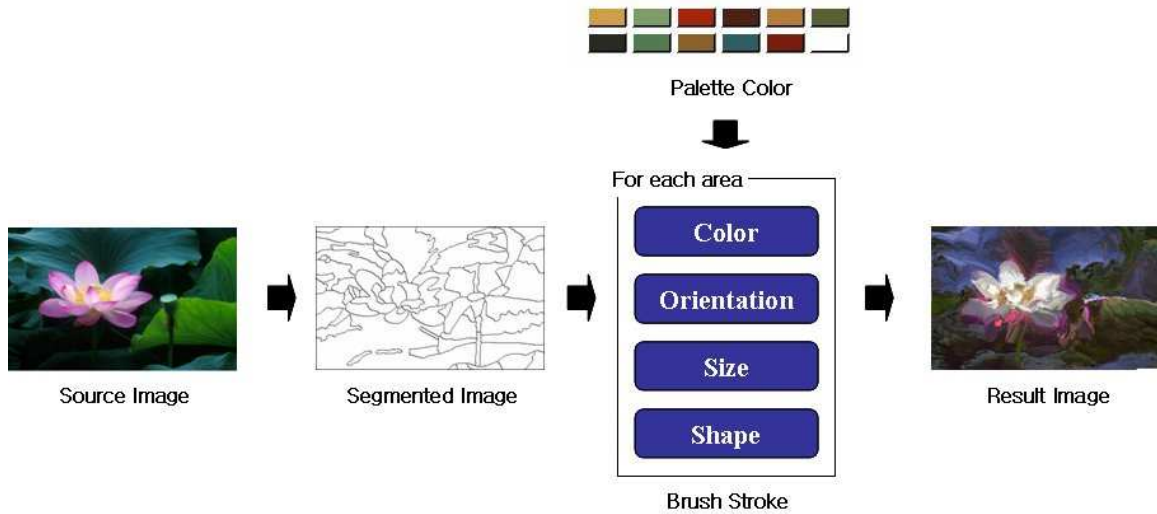 Palette Color
For each area
Color
Orientation
Size
Shape
Source Image
Segmented Image
Result Image
Brush Stroke